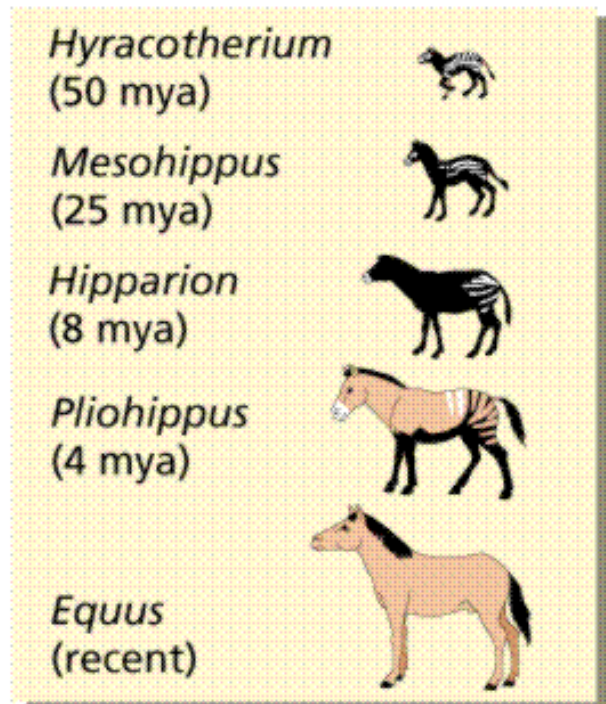 Hyracotherium
(50 mya)
Mesohippus
(25 mya)
Hipparion
(8 mya)
Pliohippus
(4 mya)
Equus
(recent)